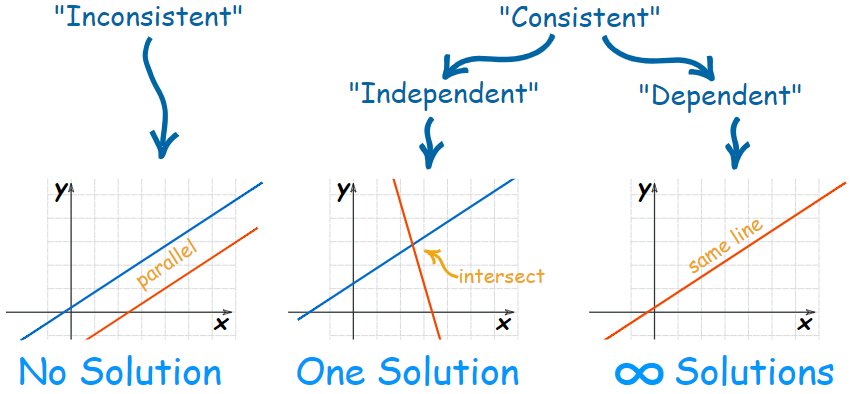 "Inconsistent"
"Consistent"
"Independent"
"Dependent"
y
parallel
x
No Solution
y
intersect
x
One Solution
y
same line
x
∞ Solutions